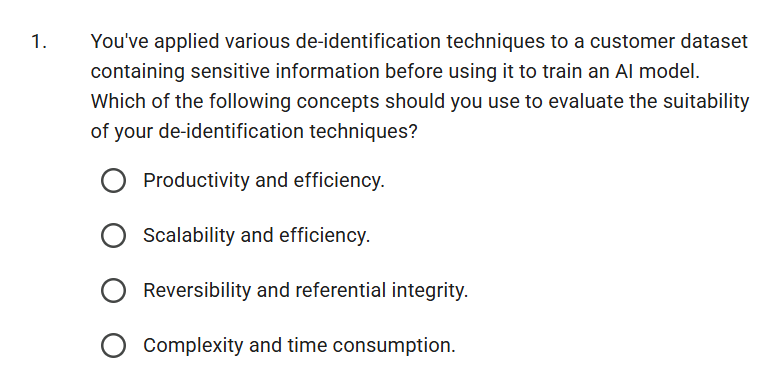 1. You've applied various de-identification techniques to a customer dataset
containing sensitive information before using it to train an AI model.
Which of the following concepts should you use to evaluate the suitability
of your de-identification techniques?
Productivity and efficiency.
Scalability and efficiency.
Reversibility and referential integrity.
Complexity and time consumption.